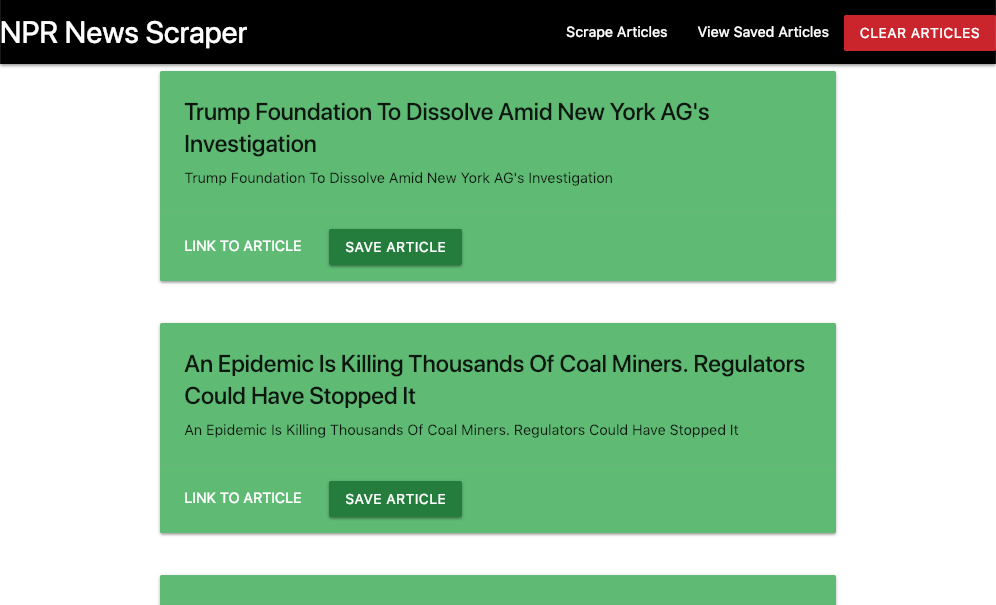 NPR News Scraper
Scrape Articles
View Saved Articles
CLEAR ARTICLES
Trump Foundation To Dissolve Amid New York AG's
Investigation
Trump Foundation To Dissolve Amid New York AG's Investigation
LINK TO ARTICLE
SAVE ARTICLE
An Epidemic Is Killing Thousands Of Coal Miners. Regulators
Could Have Stopped It
An Epidemic Is Killing Thousands Of Coal Miners. Regulators Could Have Stopped It
LINK TO ARTICLE
SAVE ARTICLE